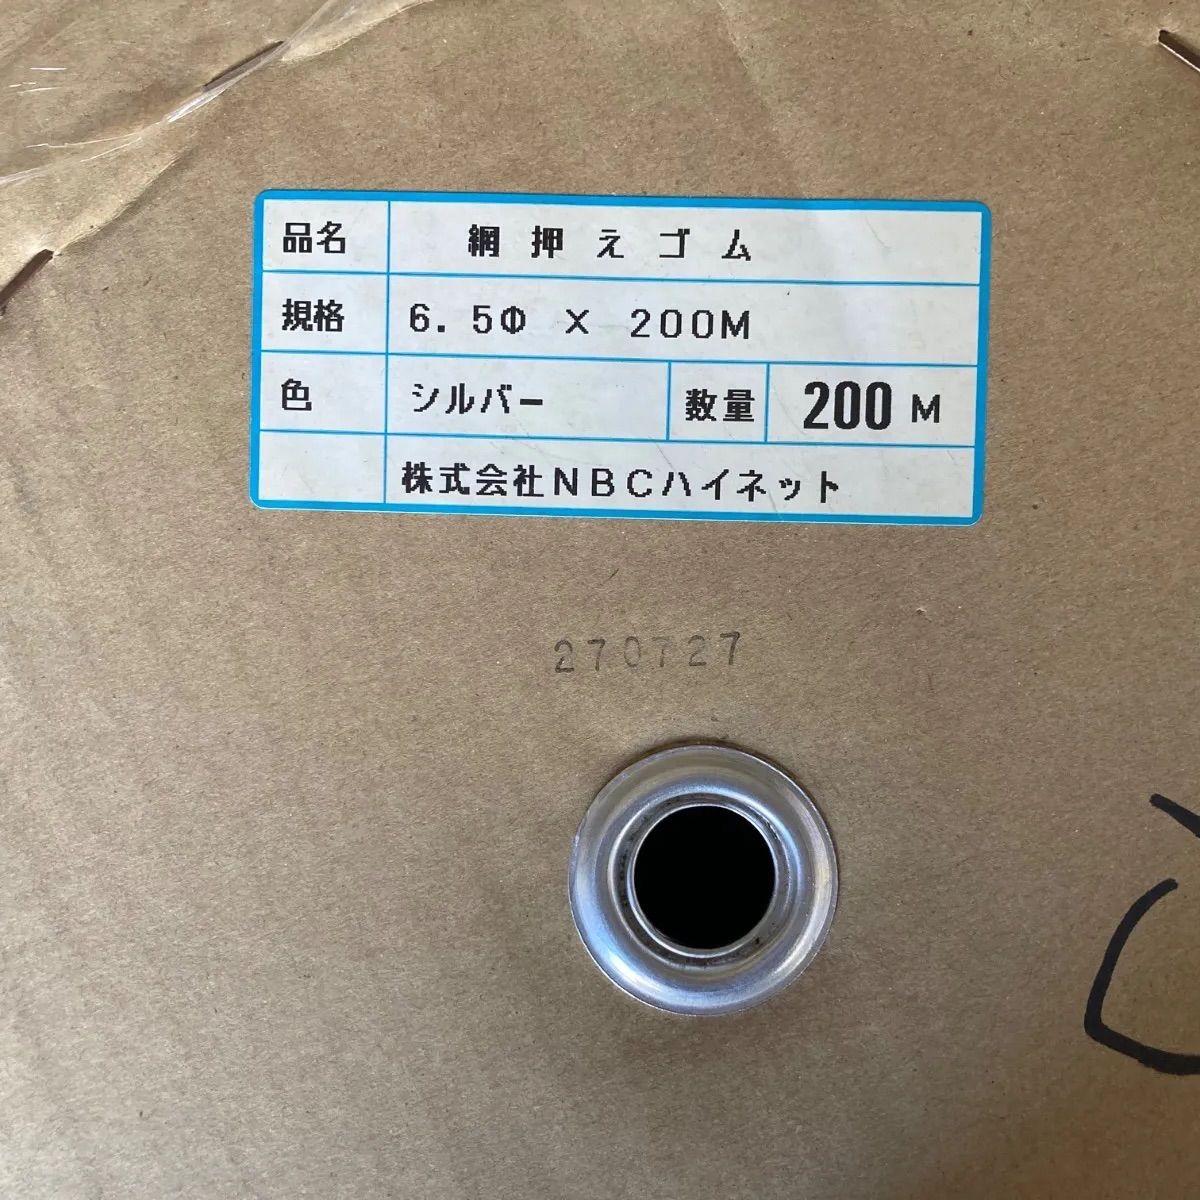 品名 網押えゴム
規格 6.5Φ × 200M
色 シルバー 数量 200 M
株式会社NBCハイネット
270727